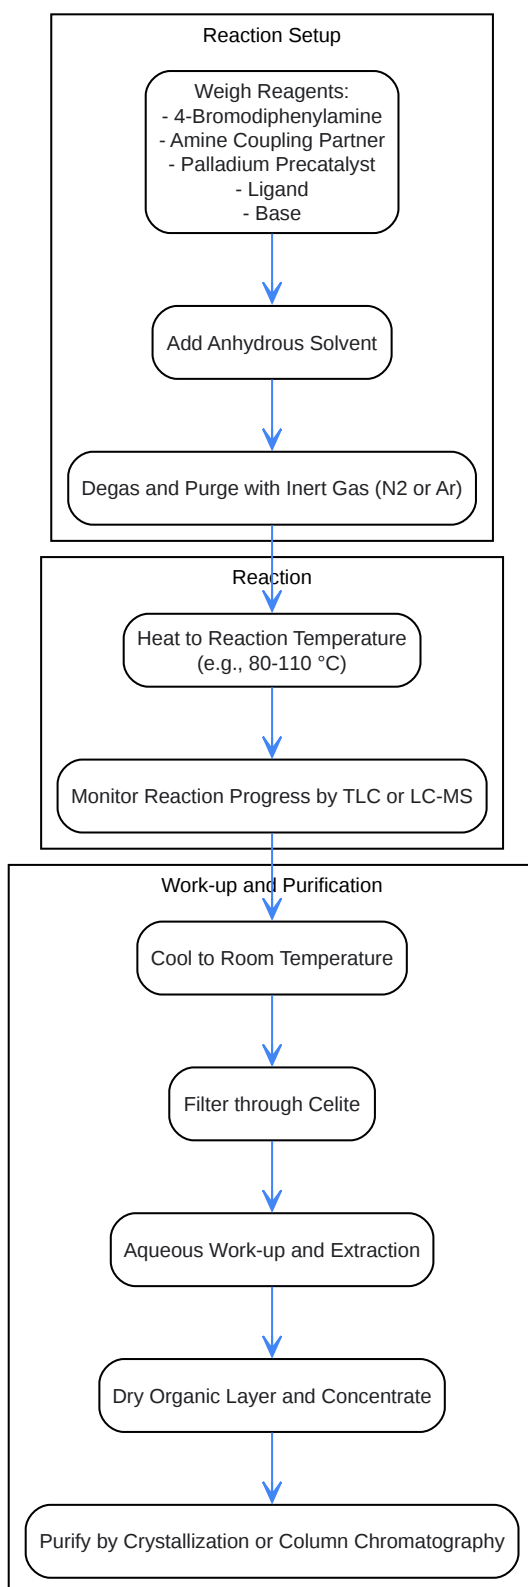 Reaction Setup
Weigh Reagents:
- 4-Bromodiphenylamine
- Amine Coupling Partner
- Palladium Precatalyst
- Ligand
- Base
Add Anhydrous Solvent
Degas and Purge with Inert Gas (N2 or Ar)
Reaction
Heat to Reaction Temperature
(e.g., 80-110 °C)
Monitor Reaction Progress by TLC or LC-MS
Work-up and Purification
Cool to Room Temperature
Filter through Celite
Aqueous Work-up and Extraction
Dry Organic Layer and Concentrate
Purify by Crystallization or Column Chromatography